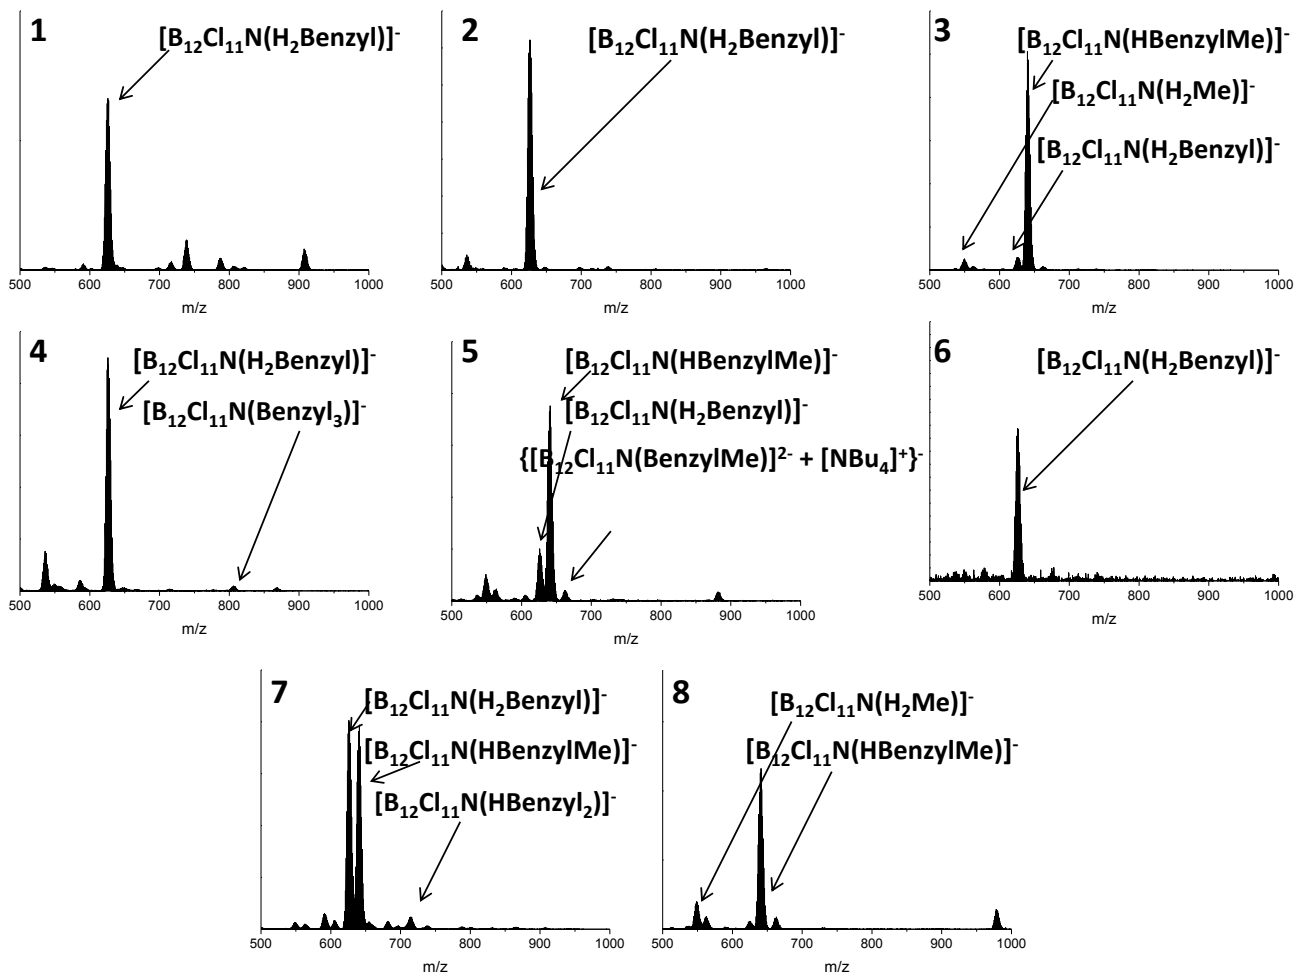 1
[B₁₂Cl₁₁N(H₂Benzyl)]⁻
500 600 700 800 900 1000
m/z
2
[B₁₂Cl₁₁N(H₂Benzyl)]⁻
500 600 700 800 900 1000
m/z
3
[B₁₂Cl₁₁N(HBenzylMe)]⁻
[B₁₂Cl₁₁N(H₂Me)]⁻
[B₁₂Cl₁₁N(H₂Benzyl)]⁻
500 600 700 800 900 1000
m/z
4
[B₁₂Cl₁₁N(H₂Benzyl)]⁻
[B₁₂Cl₁₁N(Benzyl₃)]⁻
500 600 700 800 900 1000
m/z
5
[B₁₂Cl₁₁N(HBenzylMe)]⁻
[B₁₂Cl₁₁N(H₂Benzyl)]⁻
{[B₁₂Cl₁₁N(BenzylMe)]²⁻ + [NBu₄]⁺}⁻
500 600 700 800 900 1000
m/z
6
[B₁₂Cl₁₁N(H₂Benzyl)]⁻
500 600 700 800 900 1000
m/z
7
[B₁₂Cl₁₁N(H₂Benzyl)]⁻
[B₁₂Cl₁₁N(HBenzylMe)]⁻
[B₁₂Cl₁₁N(HBenzyl₂)]⁻
500 600 700 800 900 1000
m/z
8
[B₁₂Cl₁₁N(H₂Me)]⁻
[B₁₂Cl₁₁N(HBenzylMe)]⁻
500 600 700 800 900 1000
m/z